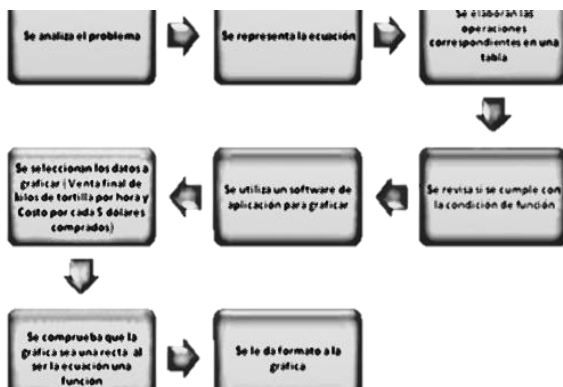 Se analiza el problema
Se representa la ecuación
Se elaboran las
operaciones
correspondientes en una
tabla
Se revisa si se cumple con
la condición de función
Se utiliza un software de
aplicación para graficar
Se seleccionan los datos a
graficar ( Venta final de
kilos de tortilla por hora y
Costo por cada 5 dólares
comprados)
Se comprueba que la
gráfica sea una recta al
ser la ecuación una
función
Se le da formato a la
gráfica